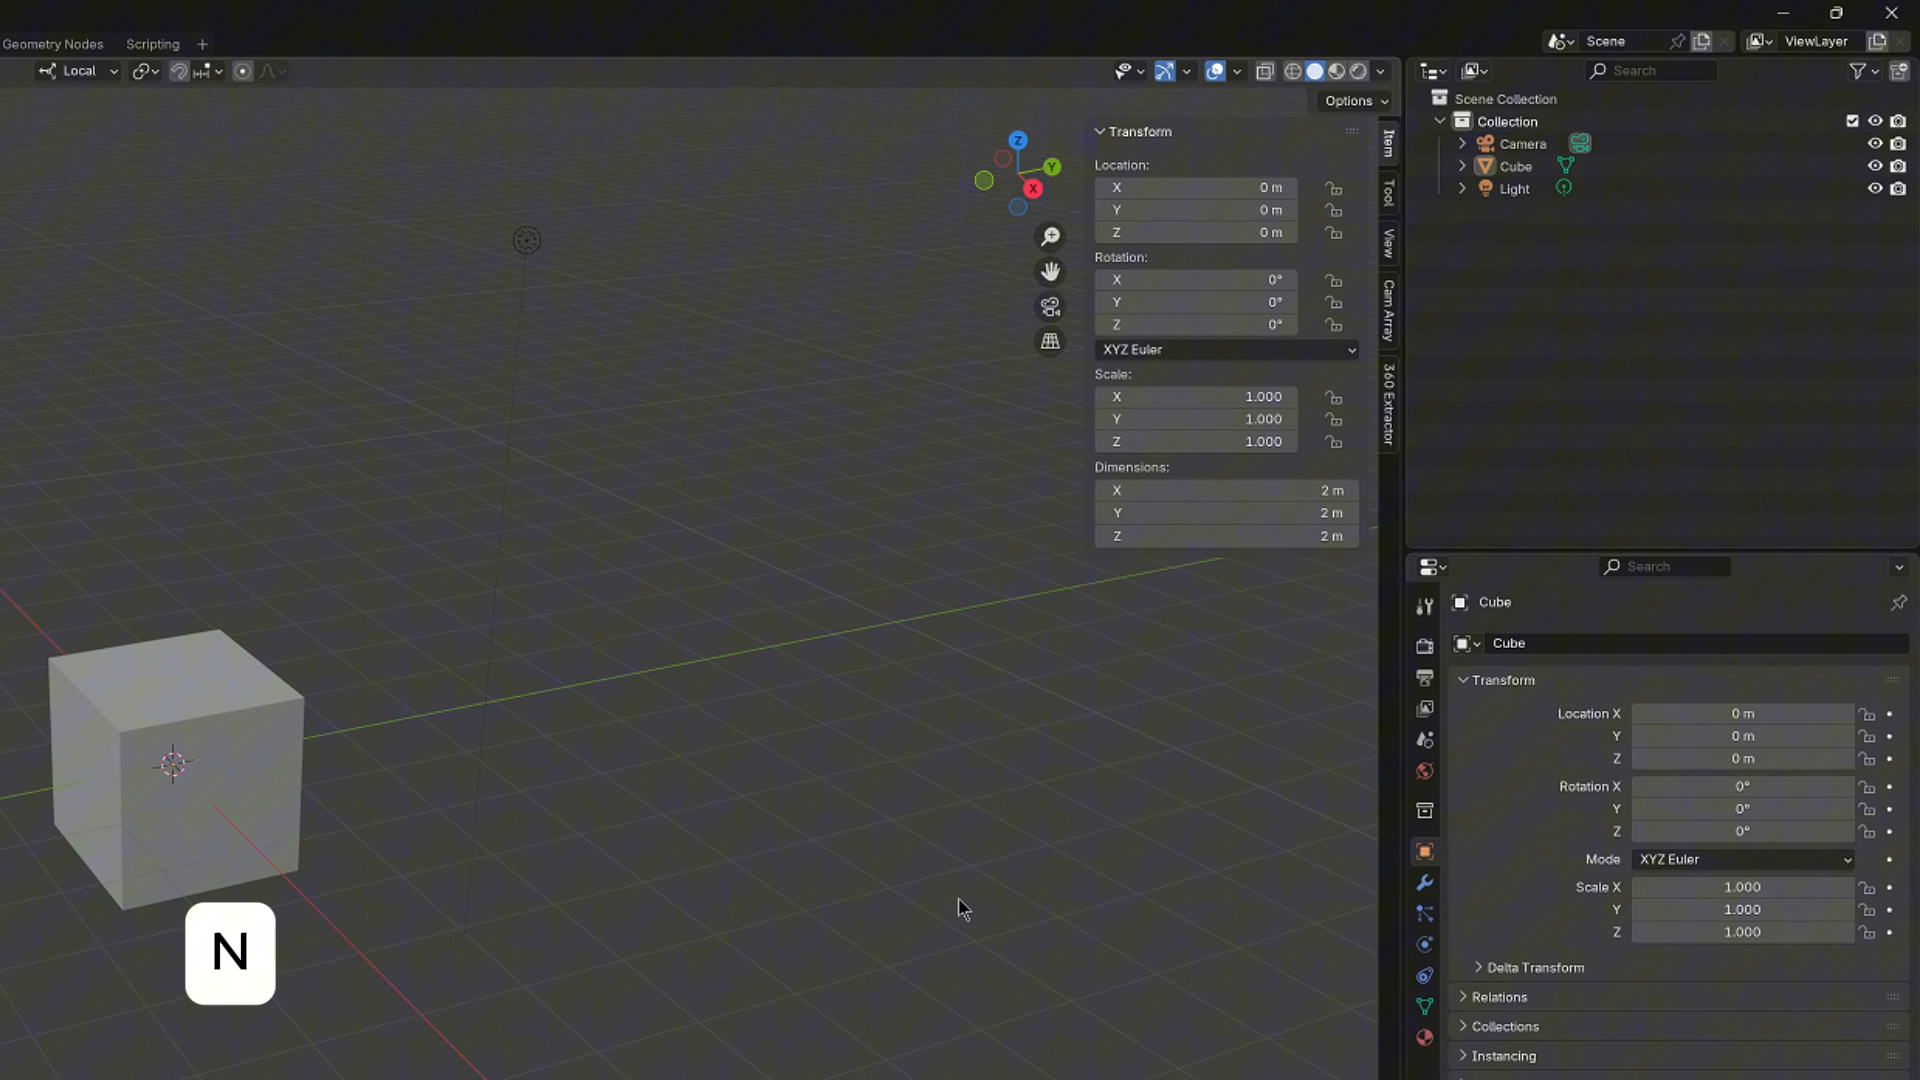 Geometry Nodes
Scripting
Scene
ViewLayer
Local
Search
Options
Scene Collection
Collection
Camera
Cube
Light
Z
Y
X
Transform
Location:
X 0 m
Y 0 m
Z 0 m
Rotation:
X 0°
Y 0°
Z 0°
XYZ Euler
Scale:
X 1.000
Y 1.000
Z 1.000
Dimensions:
X 2 m
Y 2 m
Z 2 m
Item
Tool
View
Cam Array
360 Extractor
Search
Cube
Cube
Transform
Location X 0 m
Y 0 m
Z 0 m
Rotation X 0°
Y 0°
Z 0°
Mode XYZ Euler
Scale X 1.000
Y 1.000
Z 1.000
Delta Transform
Relations
Collections
Instancing
N